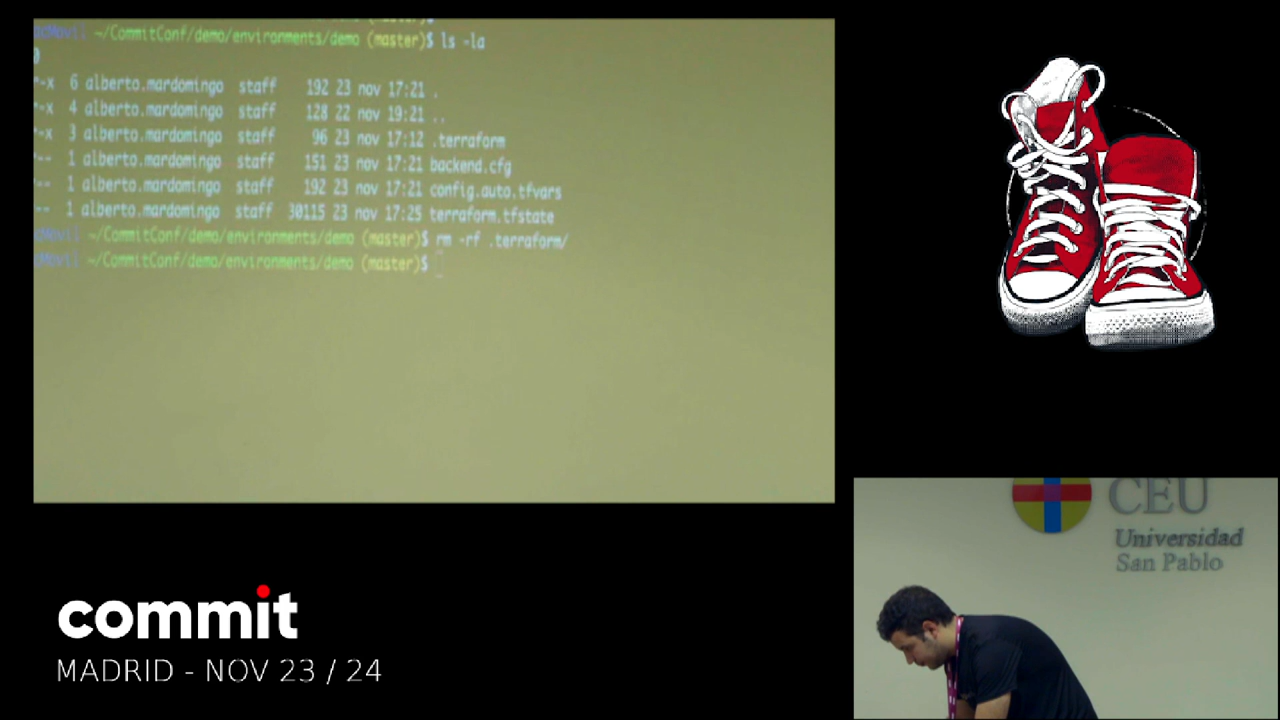 ~/CommitConf/demo/environments/demo (master)$ ls -la
0
-x 6 alberto.mardomingo staff 192 23 nov 17:21 .
-x 4 alberto.mardomingo staff 128 22 nov 19:21 ..
-x 3 alberto.mardomingo staff 96 23 nov 17:12 .terraform
-- 1 alberto.mardomingo staff 151 23 nov 17:21 backend.cfg
-- 1 alberto.mardomingo staff 192 23 nov 17:21 config.auto.tfvars
-- 1 alberto.mardomingo staff 30115 23 nov 17:25 terraform.tfstate
~/CommitConf/demo/environments/demo (master)$ rm -rf .terraform/
~/CommitConf/demo/environments/demo (master)$
CEU
Universidad
San Pablo
commit
MADRID - NOV 23 / 24